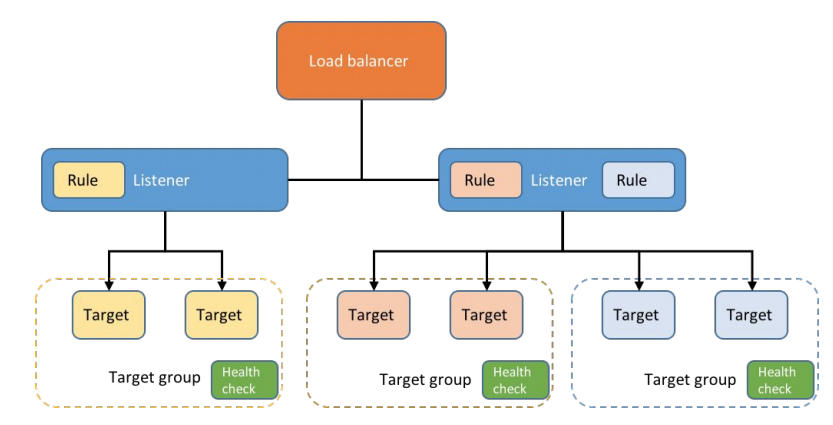 Load balancer
Rule Listener
Rule Listener Rule
Target Target
Target Target
Target Target
Target group Health
check
Target group Health
check
Target group Health
check